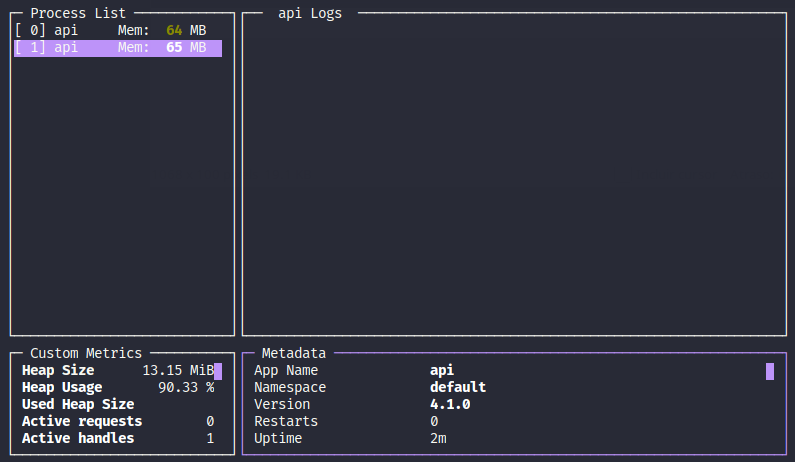 Process List
[ 0] api Mem: 64 MB
[ 1] api Mem: 65 MB
api Logs
Custom Metrics
Heap Size 13.15 MiB
Heap Usage 90.33 %
Used Heap Size
Active requests 0
Active handles 1
Metadata
App Name api
Namespace default
Version 4.1.0
Restarts 0
Uptime 2m